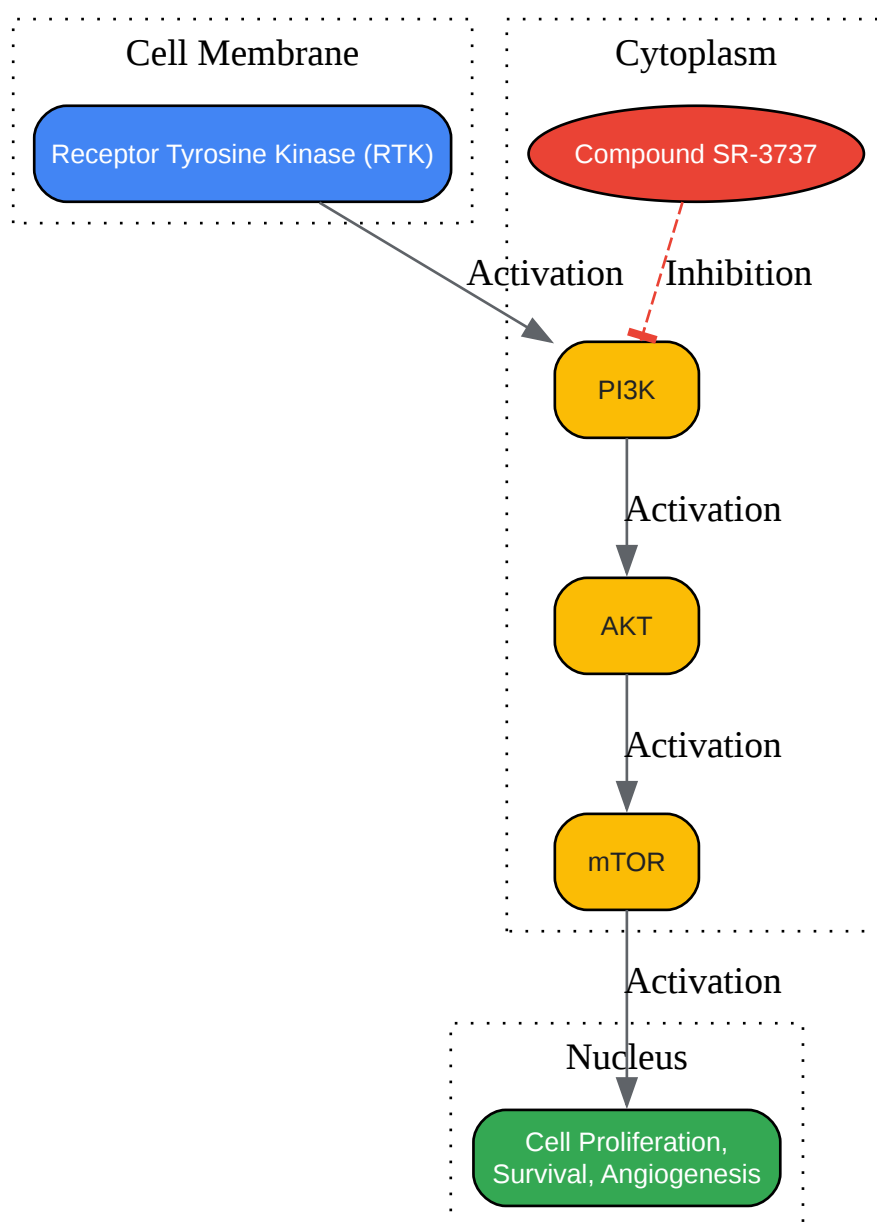 Cell Membrane
Cytoplasm
Receptor Tyrosine Kinase (RTK)
Compound SR-3737
Activation
Inhibition
PI3K
Activation
AKT
Activation
mTOR
Activation
Nucleus
Cell Proliferation,
Survival, Angiogenesis